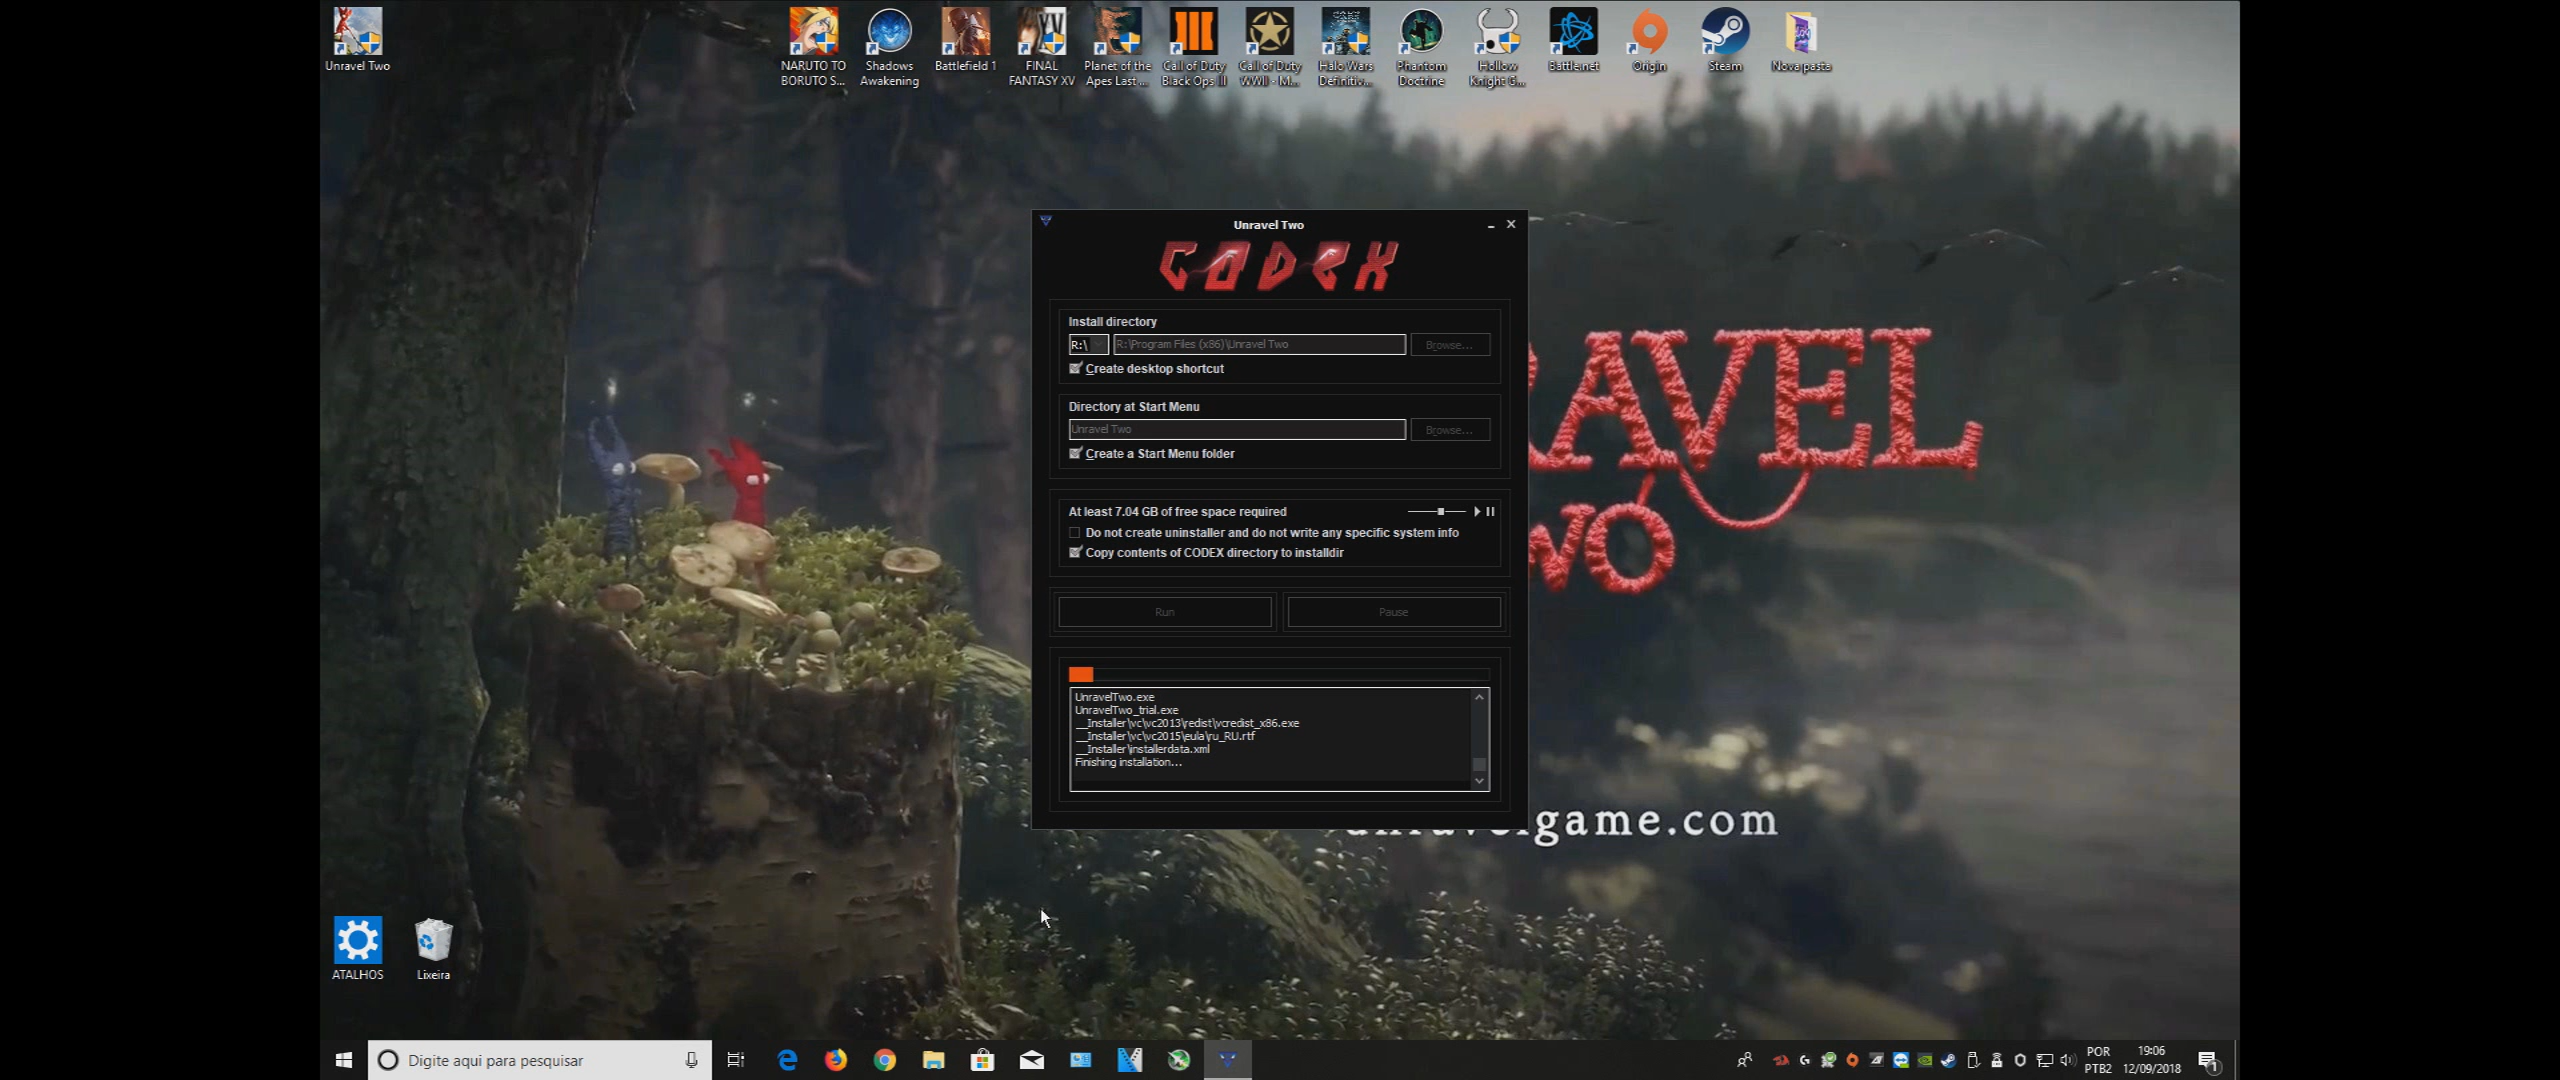 Unravel Two
NARUTO TO
BORUTO S...
Shadows
Awakening
Battlefield 1
FINAL
FANTASY XV
Planet of the
Apes Last ...
Call of Duty
Black Ops III
Call of Duty
WWII - M...
Halo Wars
Definitiv...
Phantom
Doctrine
Hollow
Knight G...
Battle.net
Origin
Steam
Nova pasta
Unravel Two
CODEX
Install directory
R:\
R:\Program Files (x86)\Unravel Two
Browse...
Create desktop shortcut
Directory at Start Menu
Unravel Two
Browse...
Create a Start Menu folder
At least 7.04 GB of free space required
Do not create uninstaller and do not write any specific system info
Copy contents of CODEX directory to installdir
Run
Pause
UnravelTwo.exe
UnravelTwo_trial.exe
__Installer\vc\vc2013\redist\vcredist_x86.exe
__Installer\vc\vc2015\eula\ru_RU.rtf
__Installer\installerdata.xml
Finishing installation...
RAVEL
WO
unravelgame.com
ATALHOS
Lixeira
Digite aqui para pesquisar
POR
PTB2
19:06
12/09/2018
1